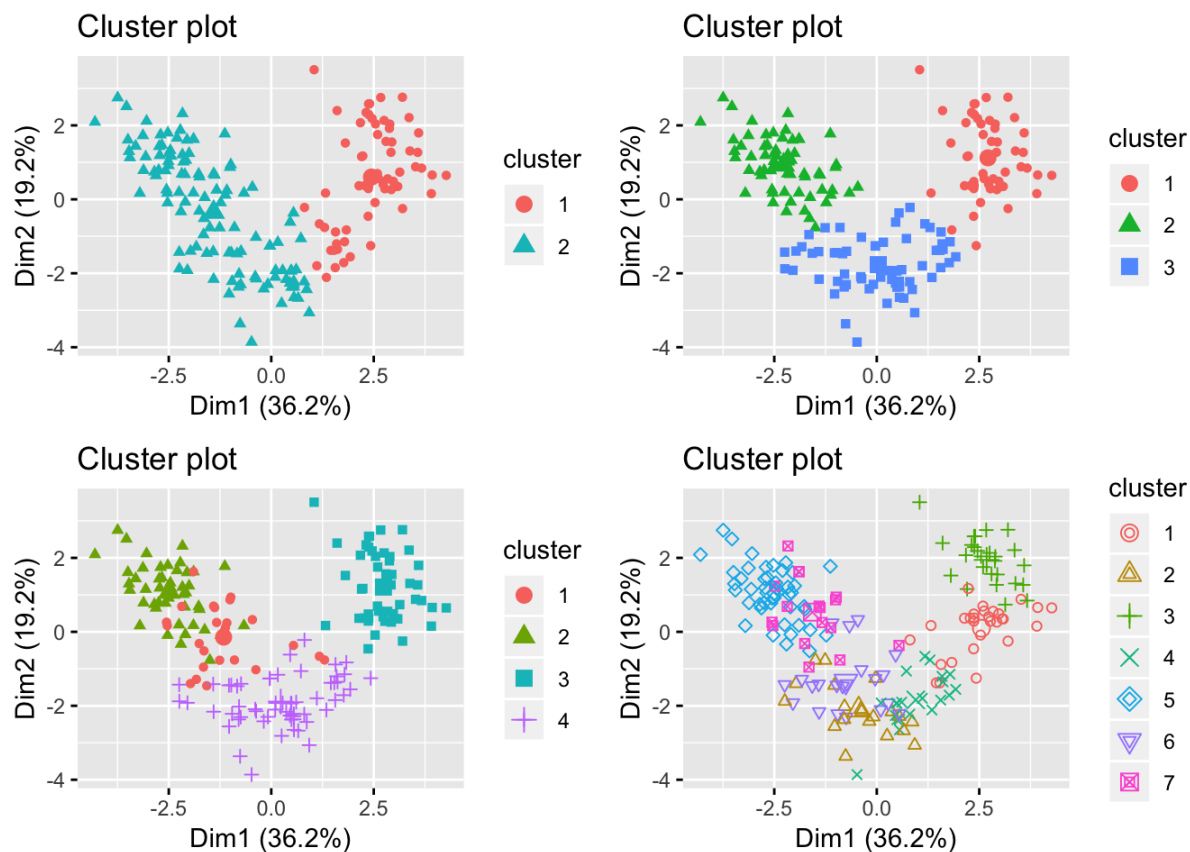 Cluster plot
Dim2 (19.2%)
2
0
-2
-4
-2.5 0.0 2.5
Dim1 (36.2%)
cluster
1
2
Cluster plot
Dim2 (19.2%)
2
0
-2
-4
-2.5 0.0 2.5
Dim1 (36.2%)
cluster
1
2
3
Cluster plot
Dim2 (19.2%)
2
0
-2
-4
-2.5 0.0 2.5
Dim1 (36.2%)
cluster
1
2
3
4
Cluster plot
Dim2 (19.2%)
2
0
-2
-4
-2.5 0.0 2.5
Dim1 (36.2%)
cluster
1
2
3
4
5
6
7